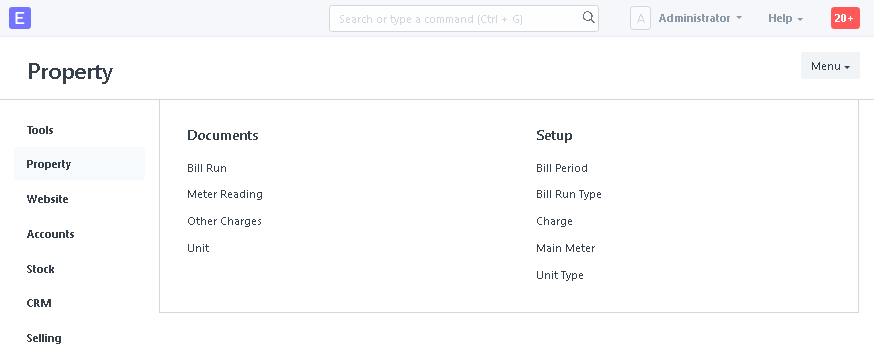 E
Search or type a command (Ctrl + G)
A Administrator
Help
20+
Property
Menu
Tools
Property
Website
Accounts
Stock
CRM
Selling
Documents
Bill Run
Meter Reading
Other Charges
Unit
Setup
Bill Period
Bill Run Type
Charge
Main Meter
Unit Type